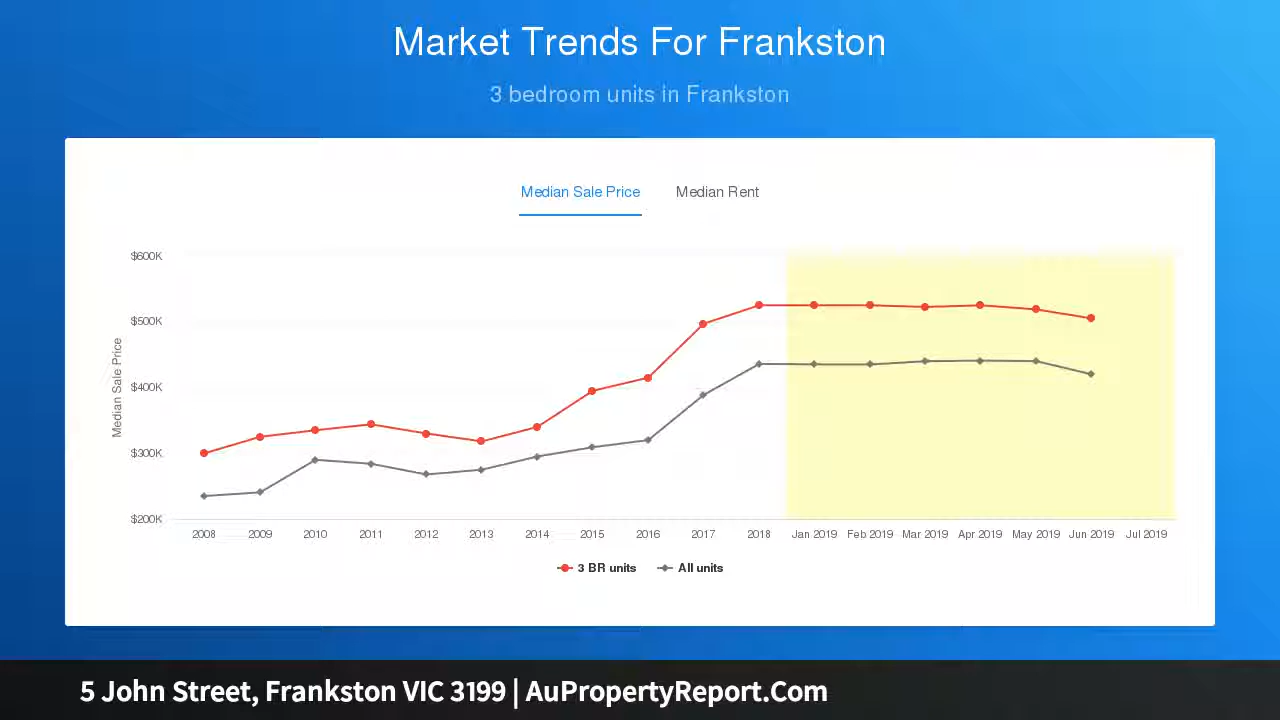 Market Trends For Frankston
3 bedroom units in Frankston
Median Sale Price Median Rent
$600K
$500K
$400K
$300K
$200K
Median Sale Price
2008 2009 2010 2011 2012 2013 2014 2015 2016 2017 2018 Jan 2019 Feb 2019 Mar 2019 Apr 2019 May 2019 Jun 2019 Jul 2019
3 BR units All units
5 John Street, Frankston VIC 3199 | AuPropertyReport.Com